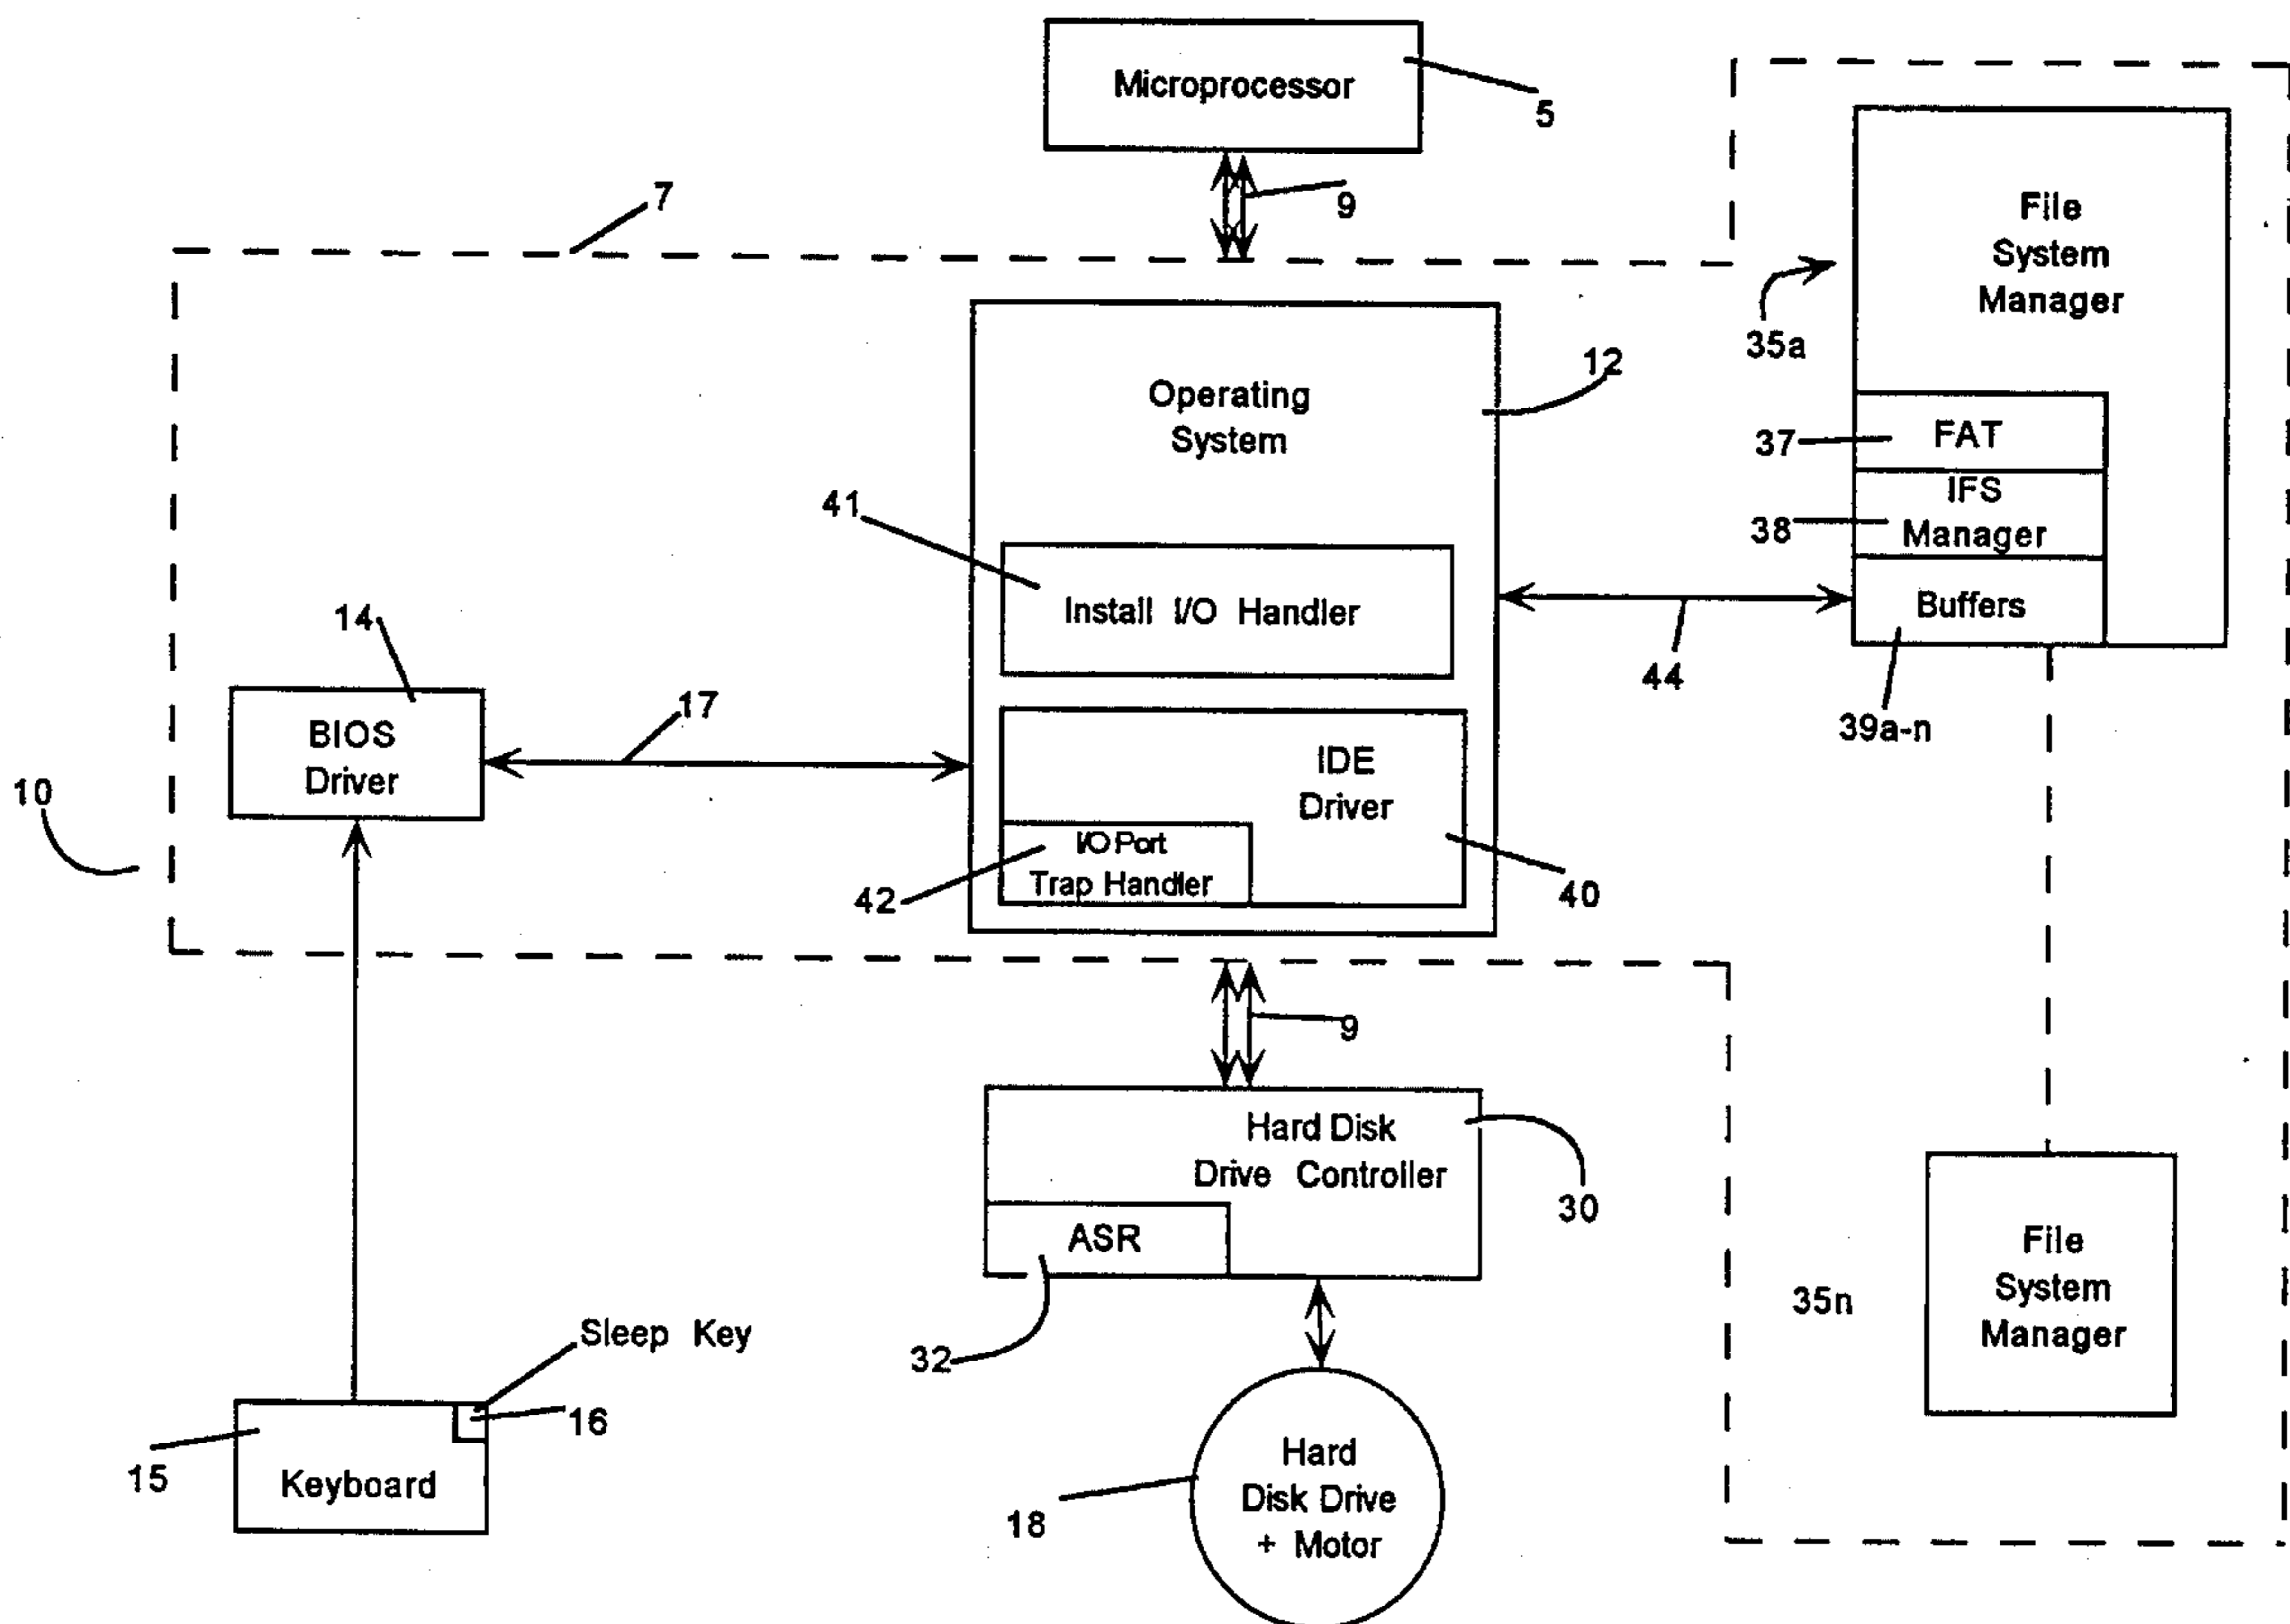 Microprocessor
5
9
7
File
System
Manager
35a
12
Operating
System
37
FAT
38
IFS
Manager
Buffers
39a-n
41
Install I/O Handler
44
14
BIOS
Driver
17
IDE
Driver
10
I/O Port
Trap Handler
42
40
9
Hard Disk
Drive Controller
30
ASR
32
35n
File
System
Manager
Sleep Key
16
15
Keyboard
18
Hard
Disk Drive
+ Motor